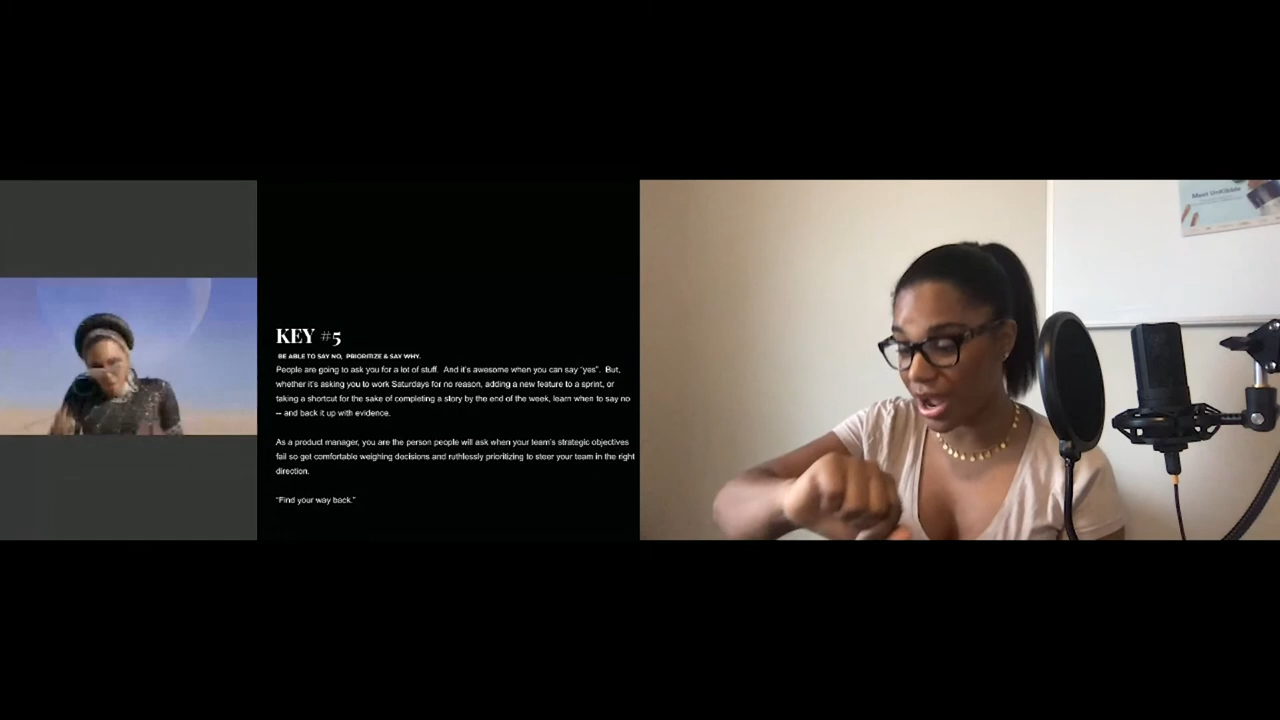 KEY #5
BE ABLE TO SAY NO, PRIORITIZE & SAY WHY.
People are going to ask you for a lot of stuff. And it's awesome when you can say "yes". But,
whether it's asking you to work Saturdays for no reason, adding a new feature to a sprint, or
taking a shortcut for the sake of completing a story by the end of the week, learn when to say no
-- and back it up with evidence.
As a product manager, you are the person people will ask when your team's strategic objectives
fail so get comfortable weighing decisions and ruthlessly prioritizing to steer your team in the right
direction.
"Find your way back."
Meet UnKibble